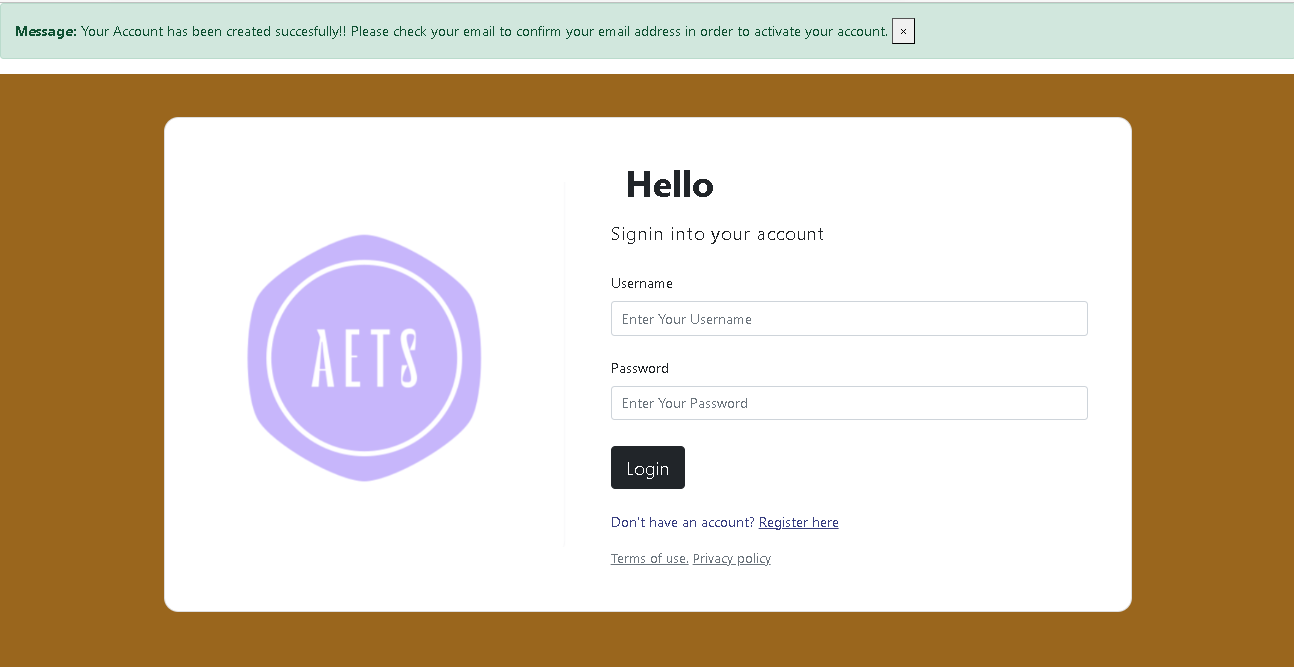 Message: Your Account has been created succesfully!! Please check your email to confirm your email address in order to activate your account. ×
Hello
Signin into your account
AETS
Username
Enter Your Username
Password
Enter Your Password
Login
Don't have an account? Register here
Terms of use. Privacy policy